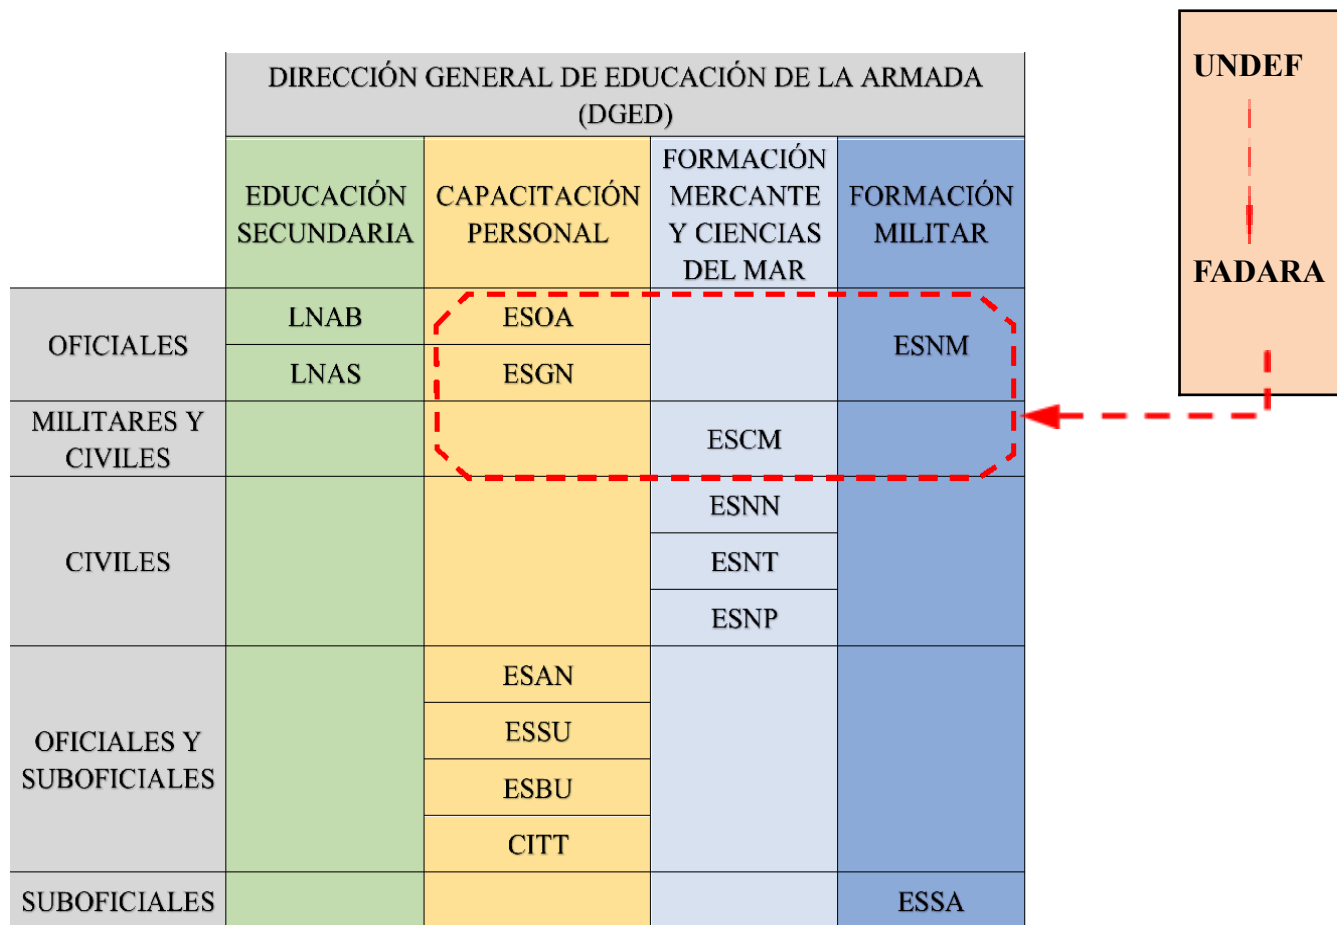 DIRECCIÓN GENERAL DE EDUCACIÓN DE LA ARMADA
(DGED)
UNDEF
FADARA
EDUCACIÓN
SECUNDARIA
CAPACITACIÓN
PERSONAL
FORMACIÓN
MERCANTE
Y CIENCIAS
DEL MAR
FORMACIÓN
MILITAR
OFICIALES
LNAB
LNAS
ESOA
ESGN
ESNM
MILITARES Y
CIVILES
ESCM
CIVILES
ESNN
ESNT
ESNP
OFICIALES Y
SUBOFICIALES
ESAN
ESSU
ESBU
CITT
SUBOFICIALES
ESSA